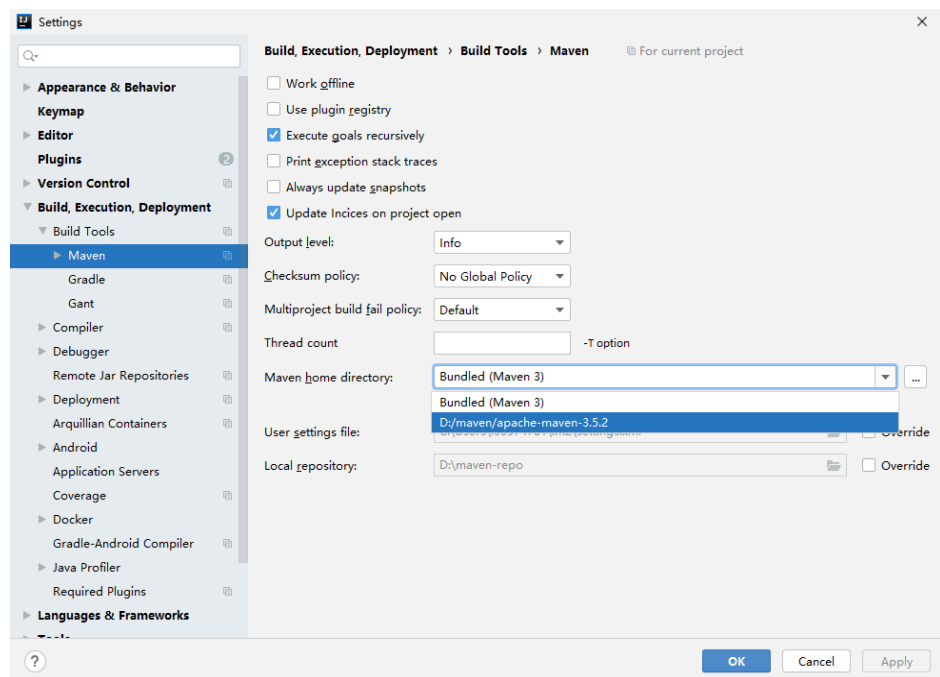 Settings
Build, Execution, Deployment › Build Tools › Maven For current project
Appearance & Behavior
Keymap
Editor
Plugins 2
Version Control
Build, Execution, Deployment
Build Tools
Maven
Gradle
Gant
Compiler
Debugger
Remote Jar Repositories
Deployment
Arquillian Containers
Android
Application Servers
Coverage
Docker
Gradle-Android Compiler
Java Profiler
Required Plugins
Languages & Frameworks
Tools
Work offline
Use plugin registry
Execute goals recursively
Print exception stack traces
Always update snapshots
Update Incices on project open
Output level: Info
Checksum policy: No Global Policy
Multiproject build fail policy: Default
Thread count -T option
Maven home directory: Bundled (Maven 3) ...
Bundled (Maven 3)
D:/maven/apache-maven-3.5.2
User settings file: Override
Local repository: D:\maven-repo Override
? OK Cancel Apply